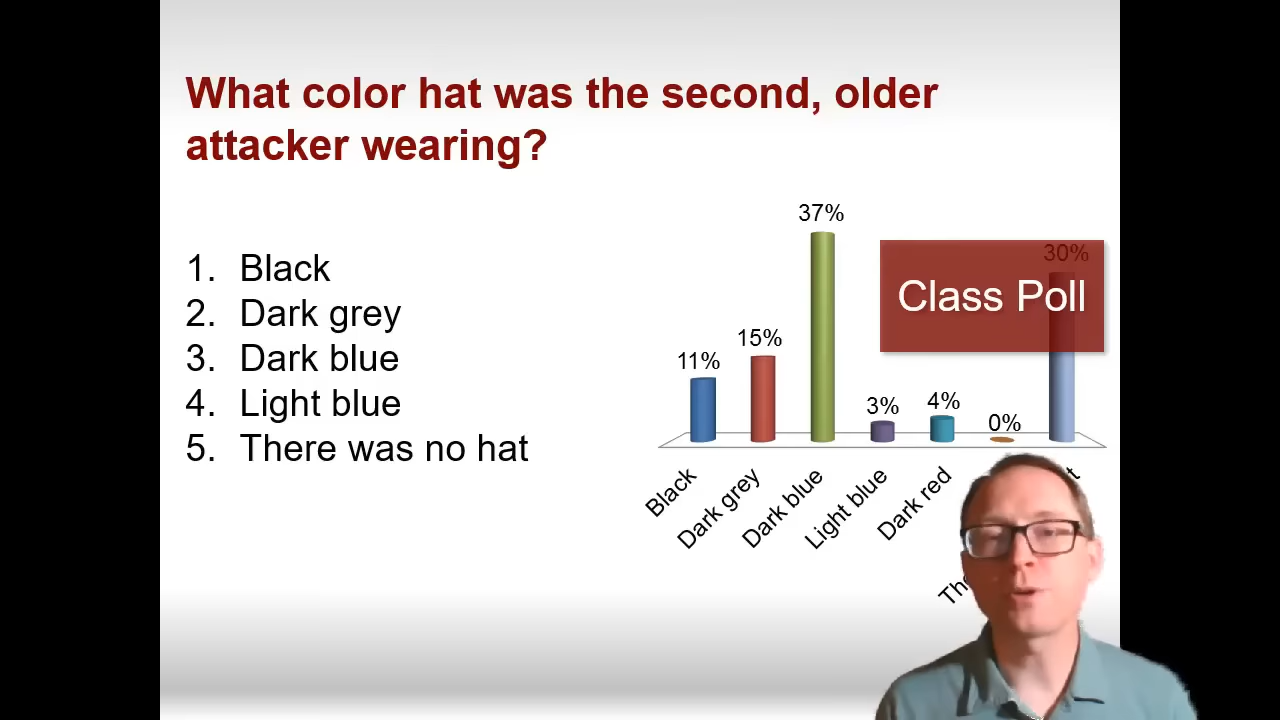 What color hat was the second, older
attacker wearing?
1. Black
2. Dark grey
3. Dark blue
4. Light blue
5. There was no hat
37%
30%
Class Poll
15%
11%
3%
4%
0%
Black
Dark grey
Dark blue
Light blue
Dark red